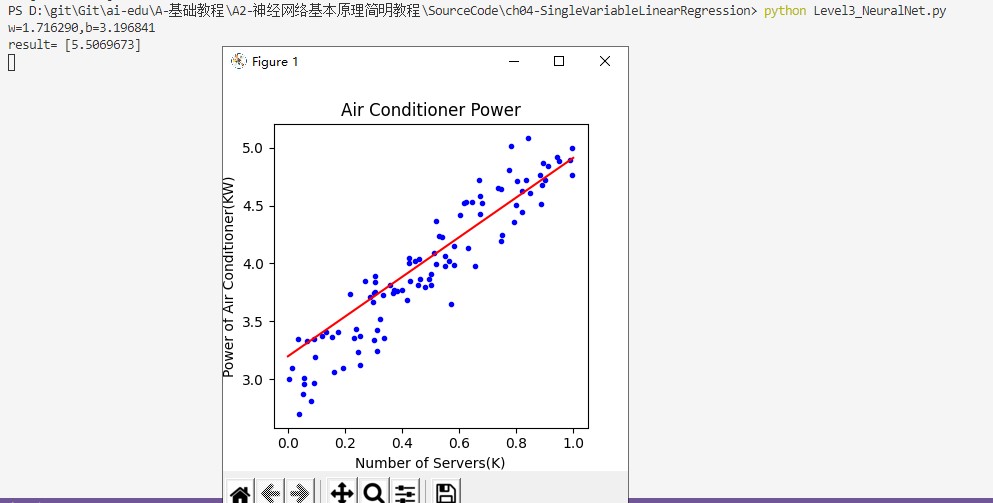 PS D:\git\Git\ai-edu\A-基础教程\A2-神经网络基本原理简明教程\SourceCode\ch04-SingleVariableLinearRegression> python Level3_NeuralNet.py
w=1.716290,b=3.196841
result= [5.5069673]
Figure 1
Air Conditioner Power
Power of Air Conditioner(KW)
5.0
4.5
4.0
3.5
3.0
0.0 0.2 0.4 0.6 0.8 1.0
Number of Servers(K)